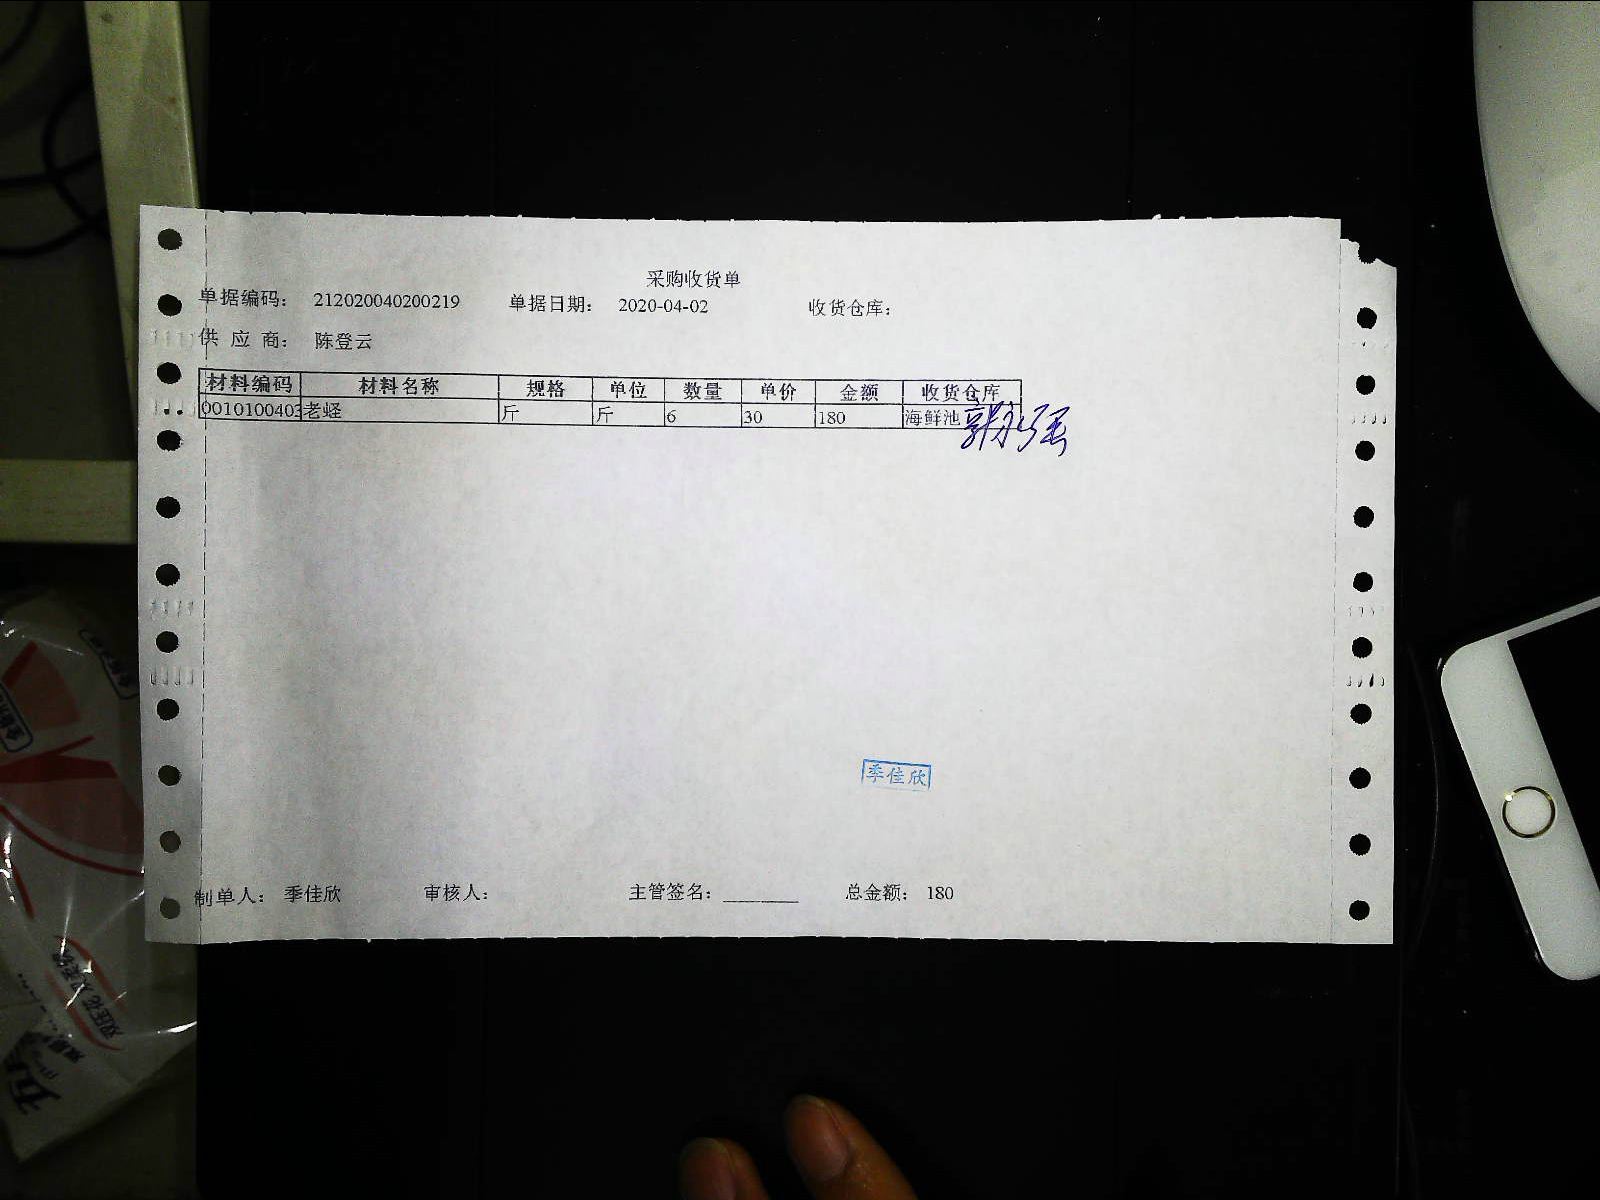 采购收货单
单据编码： 212020040200219 单据日期： 2020-04-02 收货仓库：
供 应 商： 陈登云
材料编码 材料名称 规格 单位 数量 单价 金额 收货仓库
0010100403 老蛏 斤 斤 6 30 180 海鲜池
季佳欣
制单人： 季佳欣 审核人： 主管签名：________ 总金额： 180